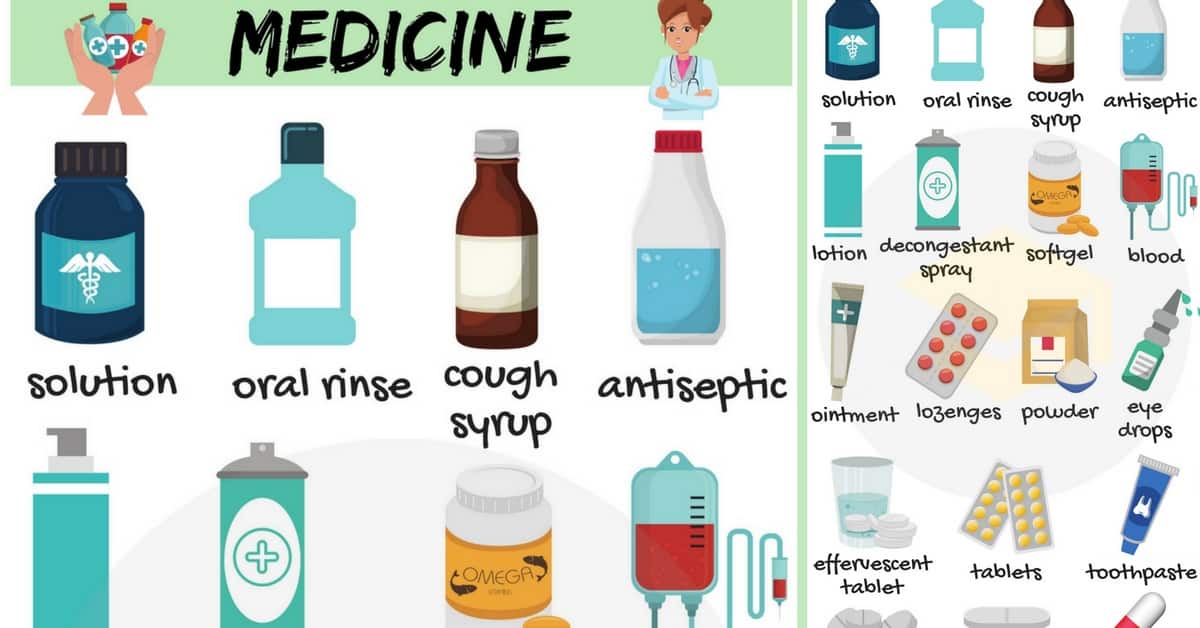 MEDICINE
solution
oral rinse
cough
syrup
antiseptic
OMEGA
solution
oral rinse
cough
syrup
antiseptic
lotion
decongestant
spray
softgel
blood
OMEGA
ointment
lozenges
powder
eye
drops
effervescent
tablet
tablets
toothpaste